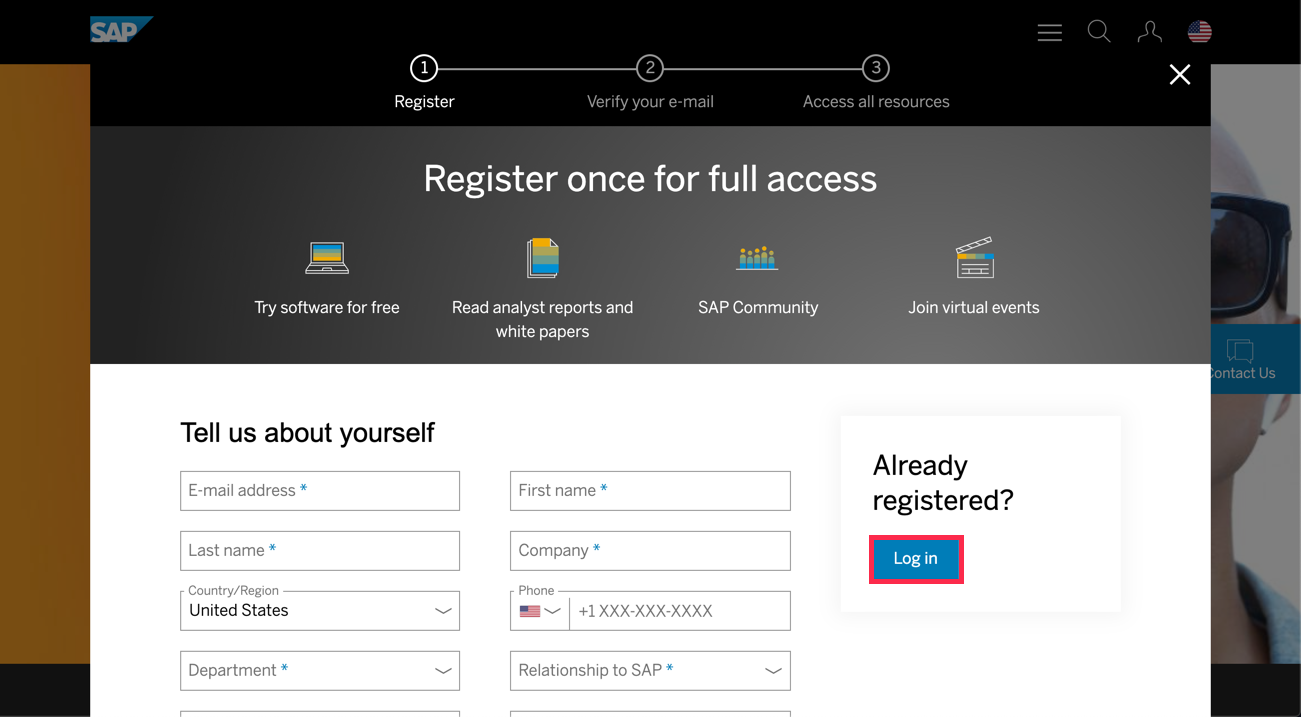 SAP
1
2
3
Register
Verify your e-mail
Access all resources
Register once for full access
Try software for free
Read analyst reports and
white papers
SAP Community
Join virtual events
Contact Us
Tell us about yourself
E-mail address *
First name *
Last name *
Company *
Country/Region
United States
Phone
+1 XXX-XXX-XXXX
Department *
Relationship to SAP *
Already
registered?
Log in